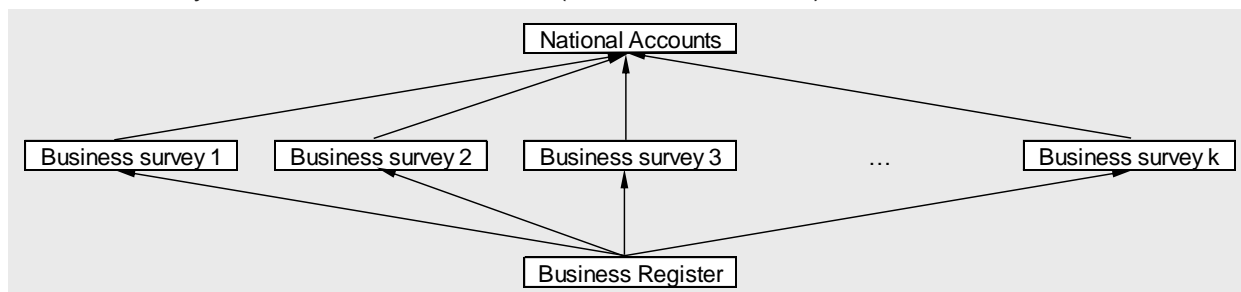 National Accounts
Business survey 1 Business survey 2 Business survey 3 … Business survey k
Business Register